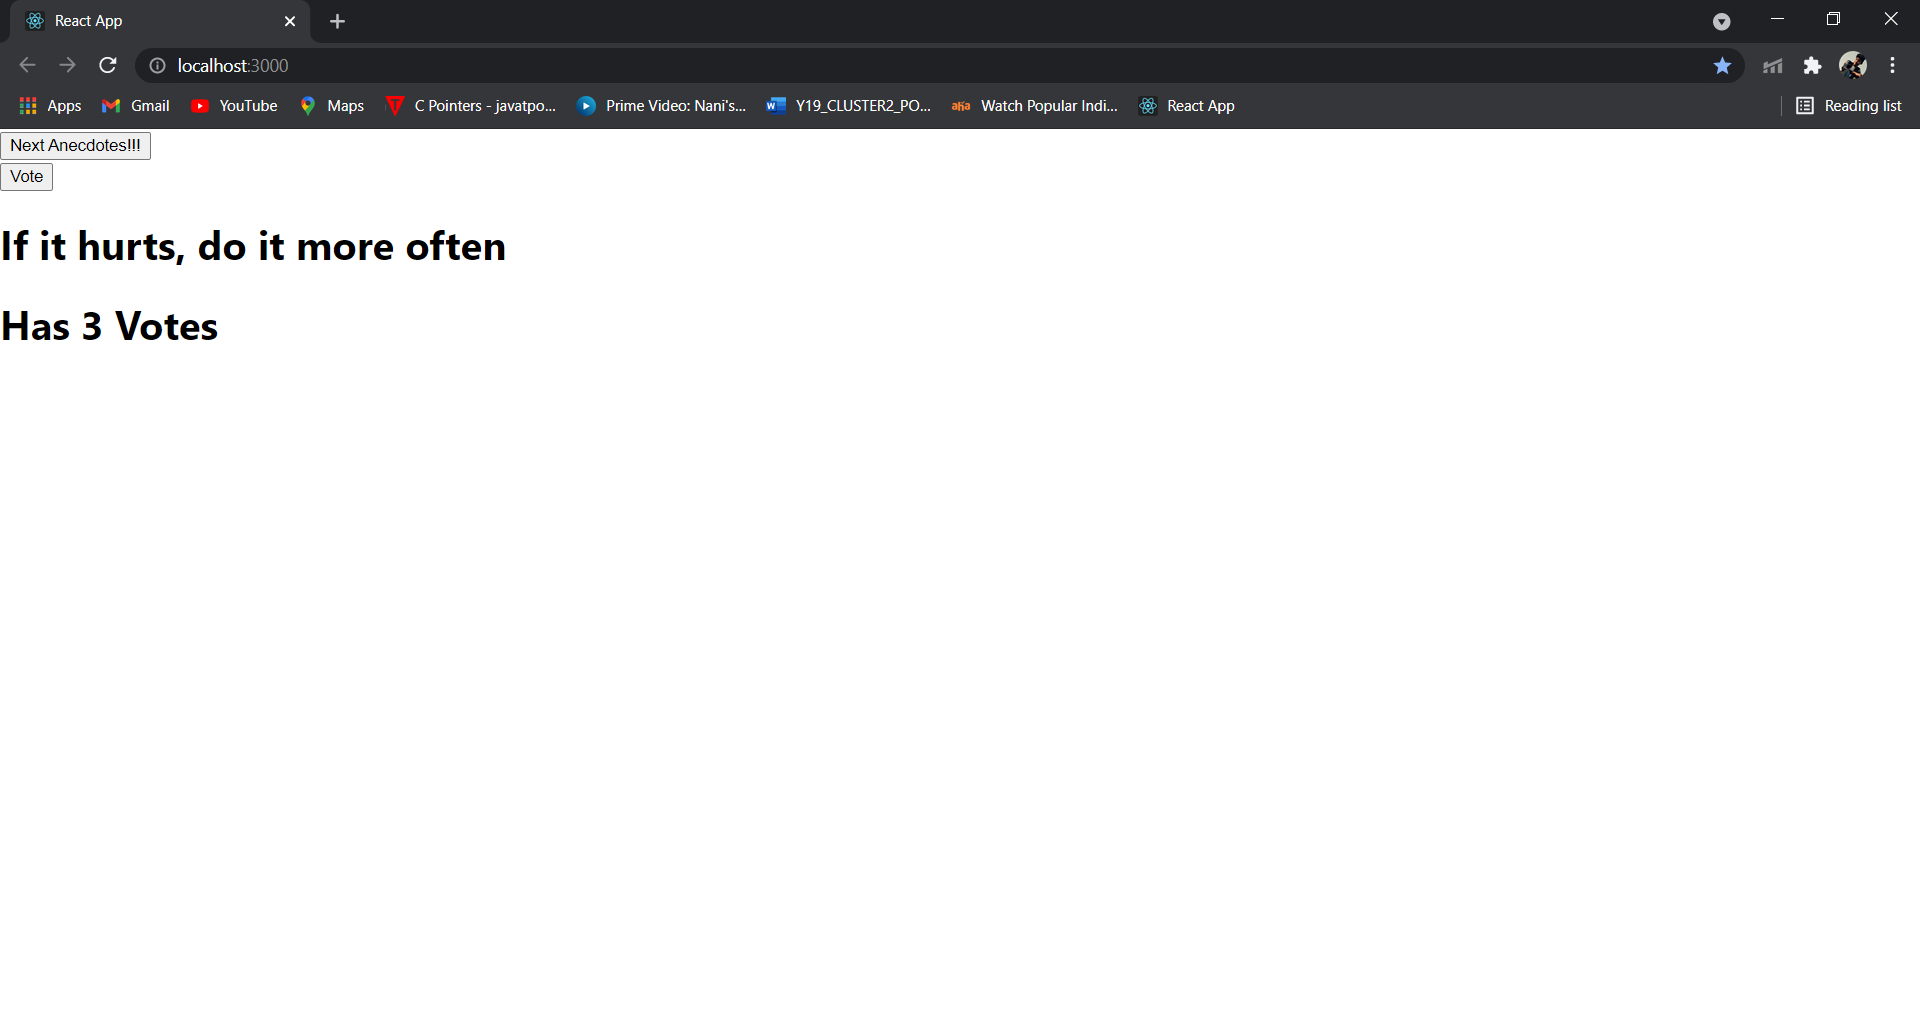 React App
localhost:3000
Apps Gmail YouTube Maps C Pointers - javatpo... Prime Video: Nani's... Y19_CLUSTER2_PO... aha Watch Popular Indi... React App Reading list
Next Anecdotes!!!
Vote
If it hurts, do it more often
Has 3 Votes